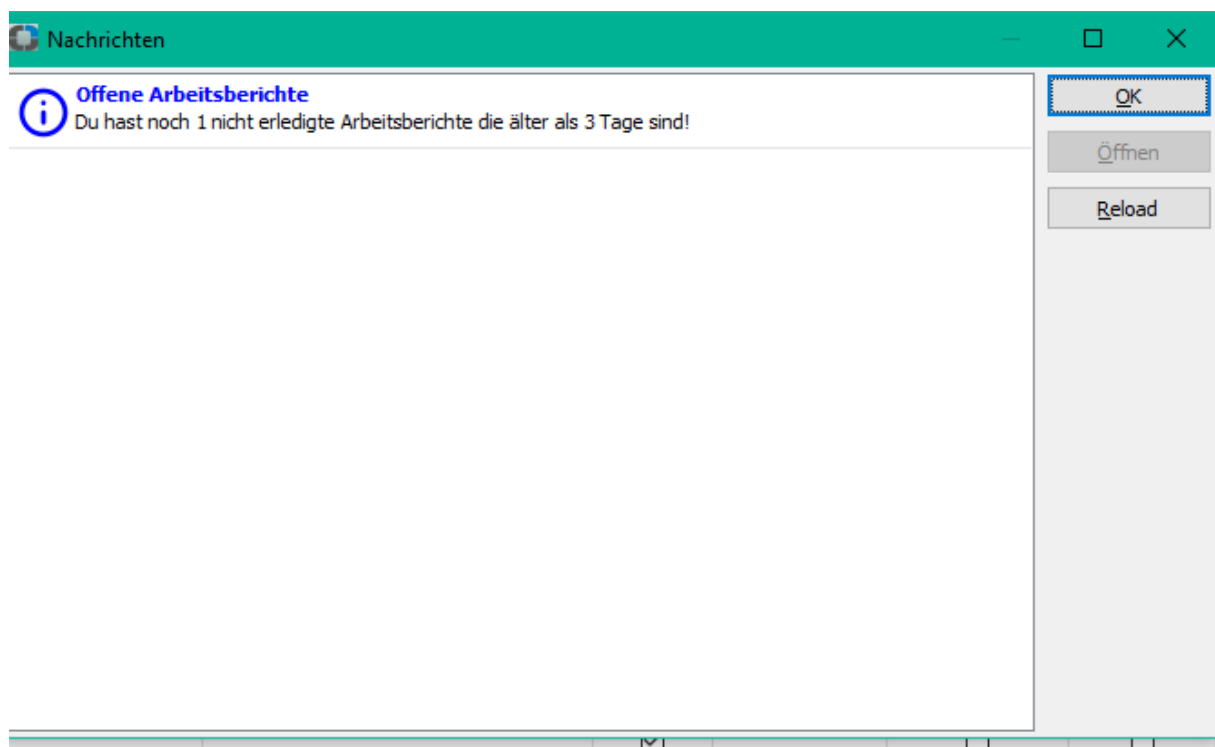 Nachrichten
Offene Arbeitsberichte
Du hast noch 1 nicht erledigte Arbeitsberichte die älter als 3 Tage sind!
OK
Öffnen
Reload